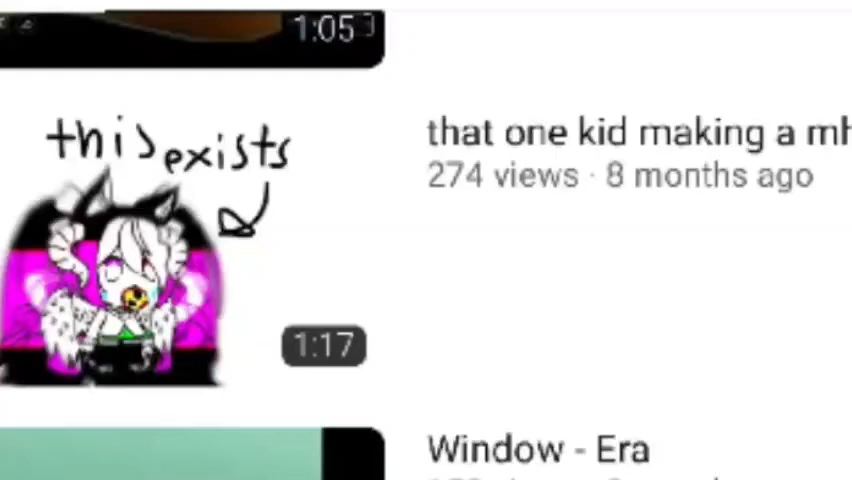 1:05
this exists
that one kid making a mh
274 views · 8 months ago
1:17
Window - Era